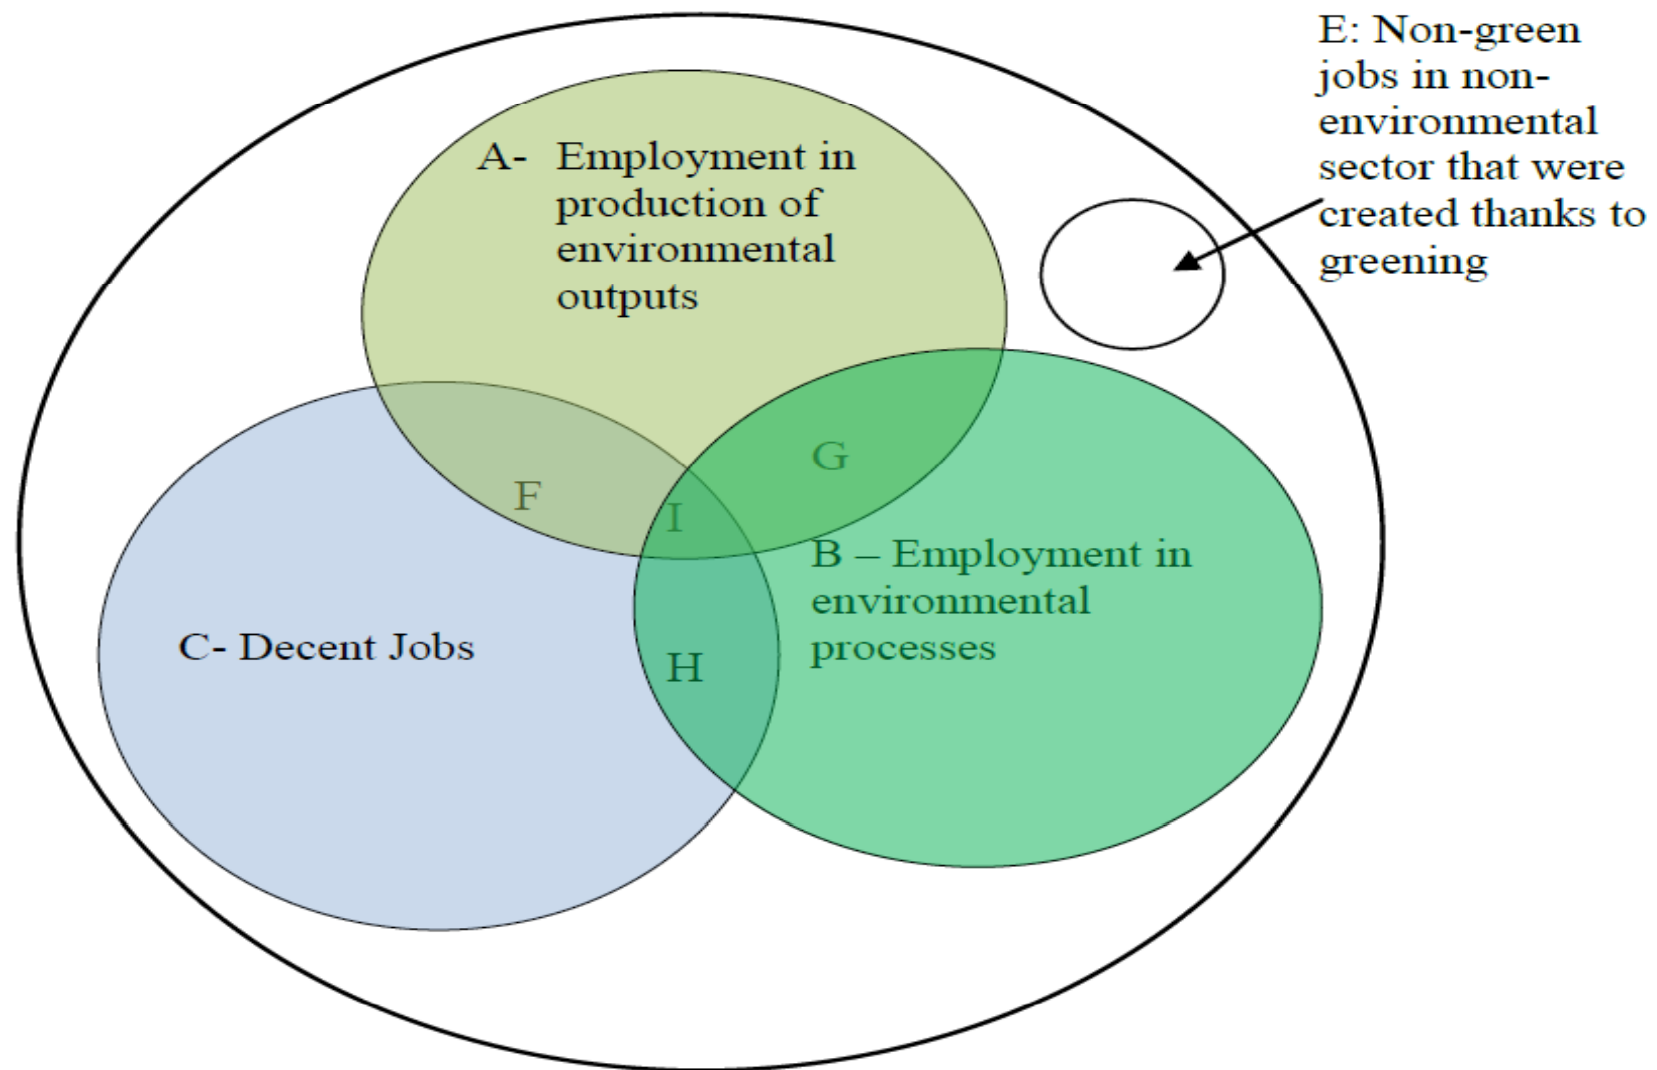 E: Non-green
jobs in non-
environmental
sector that were
created thanks to
greening
A- Employment in
production of
environmental
outputs
G
F
I
B – Employment in
environmental
processes
C- Decent Jobs
H